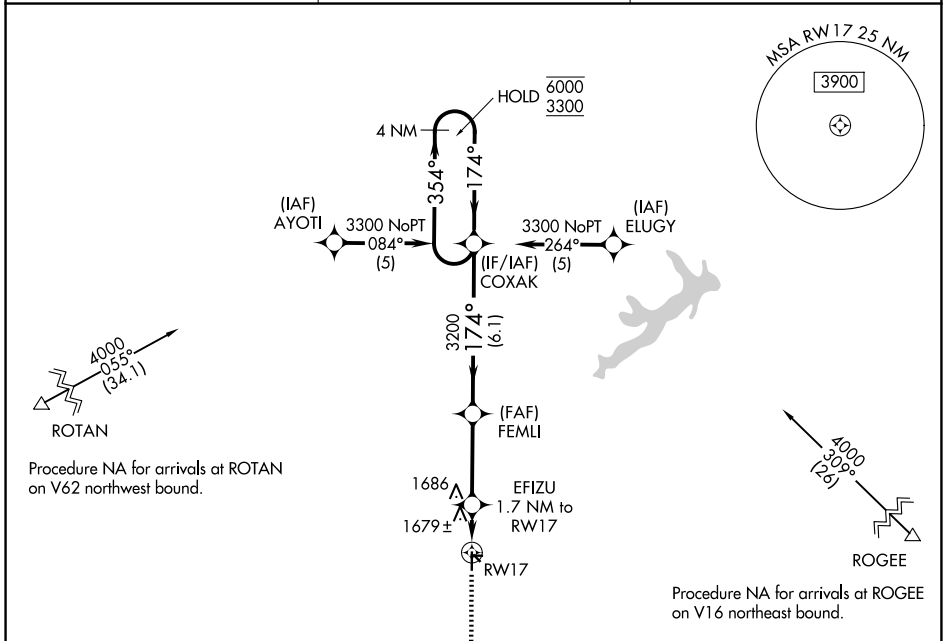 MSA RW17 25 NM
3900
HOLD 6000
3300
4 NM
354°
174°
(IAF)
AYOTI
3300 NoPT
084°
(5)
3300 NoPT
264°
(5)
(IAF)
ELUGY
(IF/IAF)
COXAK
3200
174°
(6.1)
4000
055°
(34.1)
ROTAN
Procedure NA for arrivals at ROTAN
on V62 northwest bound.
(FAF)
FEMLI
4000
309°
(26)
ROGEE
Procedure NA for arrivals at ROGEE
on V16 northeast bound.
1686
1679±
EFIZU
1.7 NM to
RW17
RW17